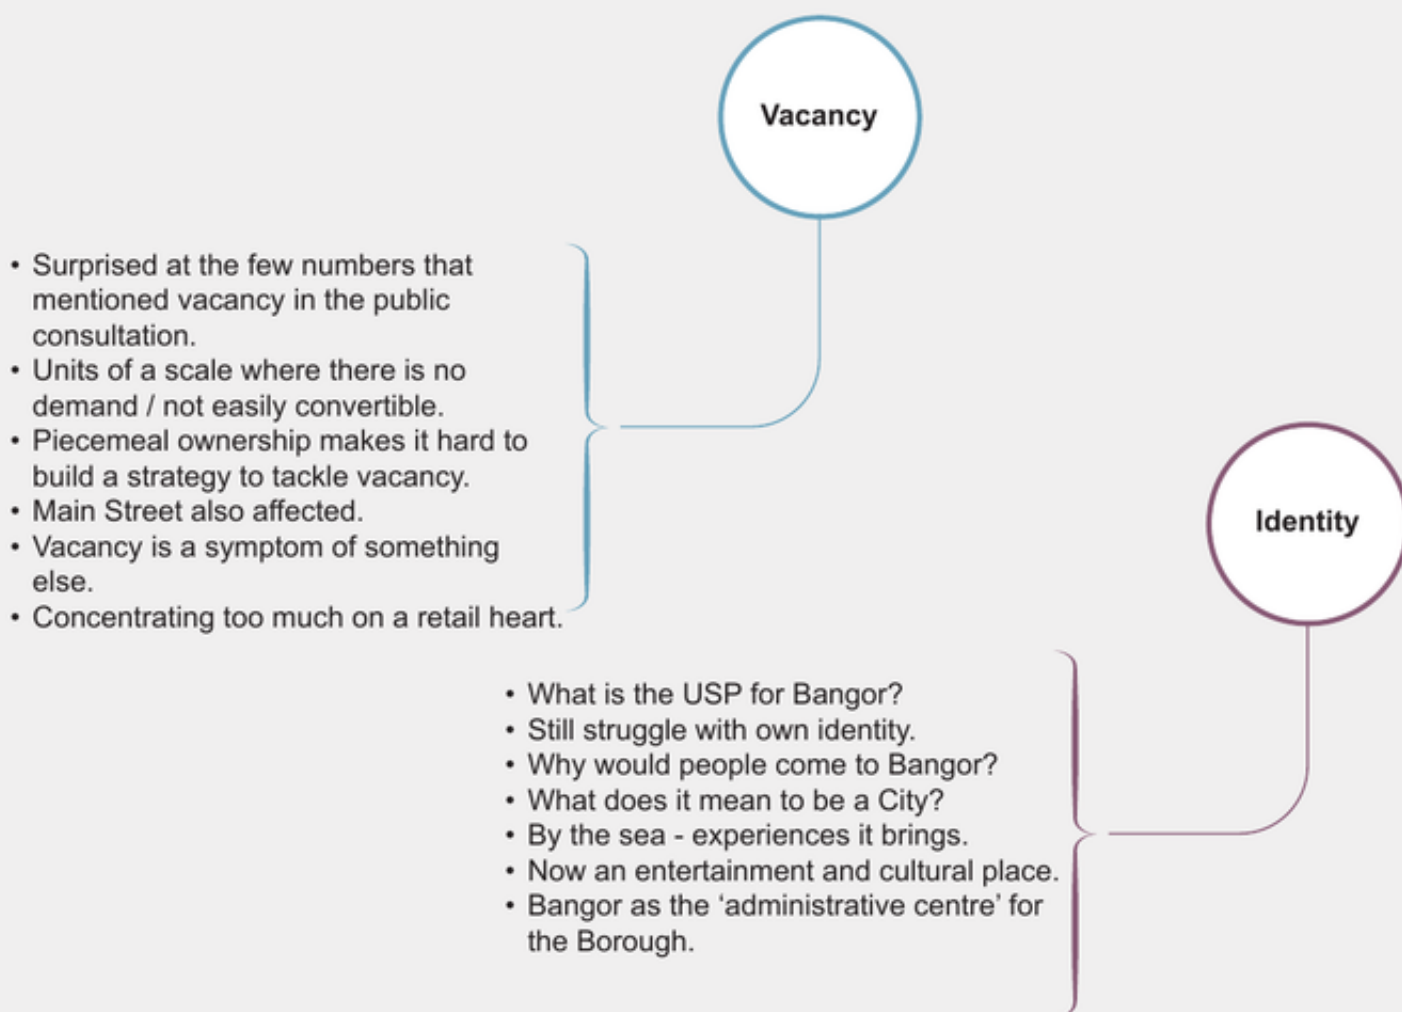 Vacancy
• Surprised at the few numbers that
mentioned vacancy in the public
consultation.
• Units of a scale where there is no
demand / not easily convertible.
• Piecemeal ownership makes it hard to
build a strategy to tackle vacancy.
• Main Street also affected.
• Vacancy is a symptom of something
else.
• Concentrating too much on a retail heart.
Identity
• What is the USP for Bangor?
• Still struggle with own identity.
• Why would people come to Bangor?
• What does it mean to be a City?
• By the sea - experiences it brings.
• Now an entertainment and cultural place.
• Bangor as the ‘administrative centre’ for
the Borough.